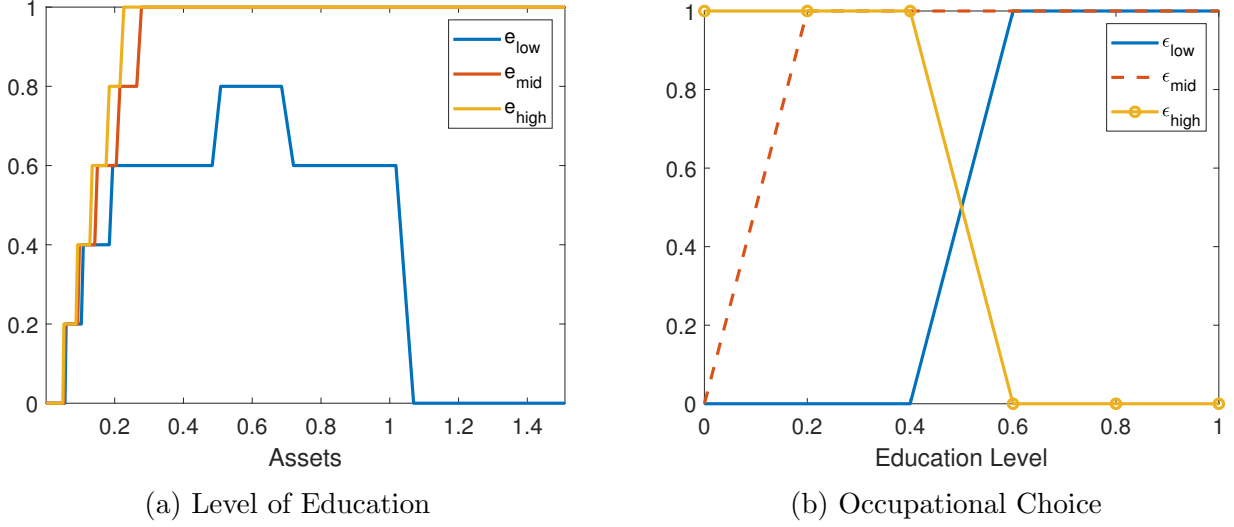 1
0.8
0.6
0.4
0.2
0
0.2 0.4 0.6 0.8 1 1.2 1.4
Assets
e_low
e_mid
e_high
(a) Level of Education
1
0.8
0.6
0.4
0.2
0
0 0.2 0.4 0.6 0.8 1
Education Level
ϵ_low
ϵ_mid
ϵ_high
(b) Occupational Choice